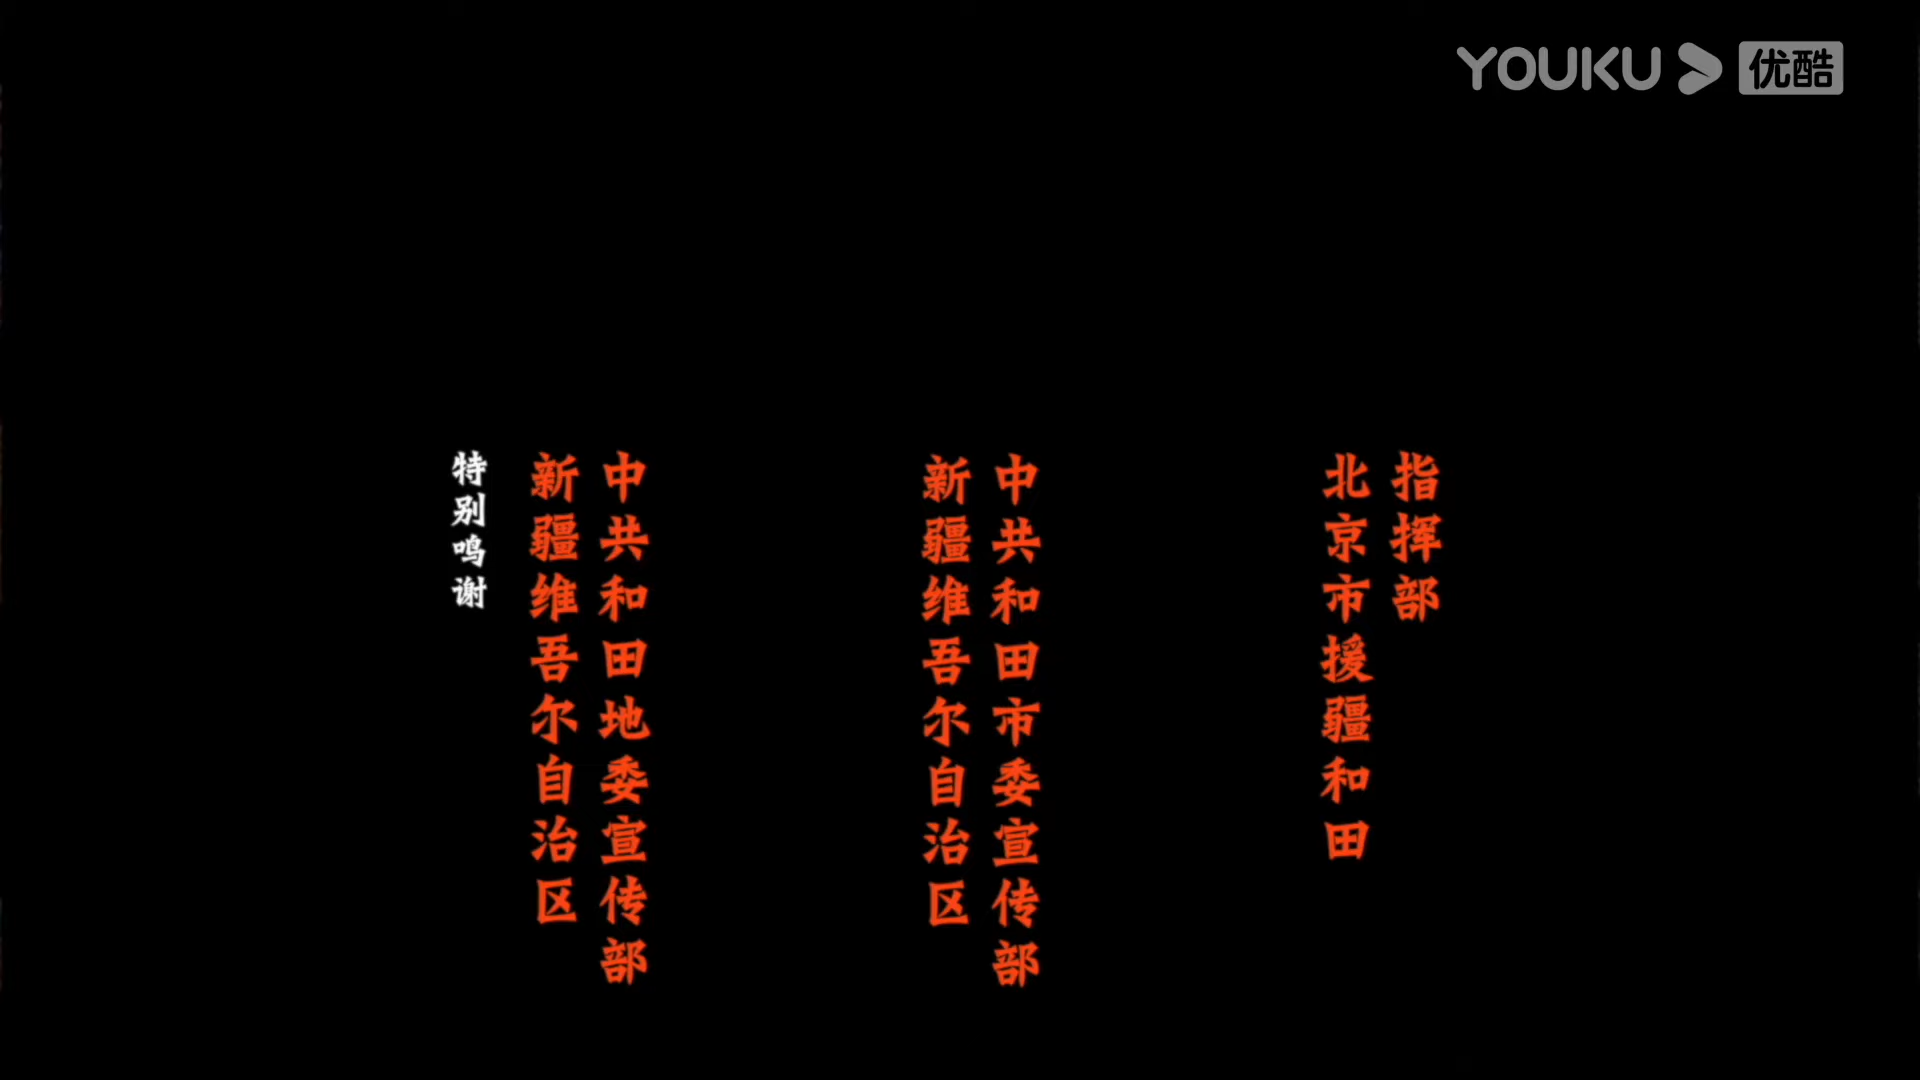 YOUKU 优酷
特别鸣谢
新疆维吾尔自治区
中共和田地委宣传部
新疆维吾尔自治区
中共和田市委宣传部
北京市援疆和田
指挥部